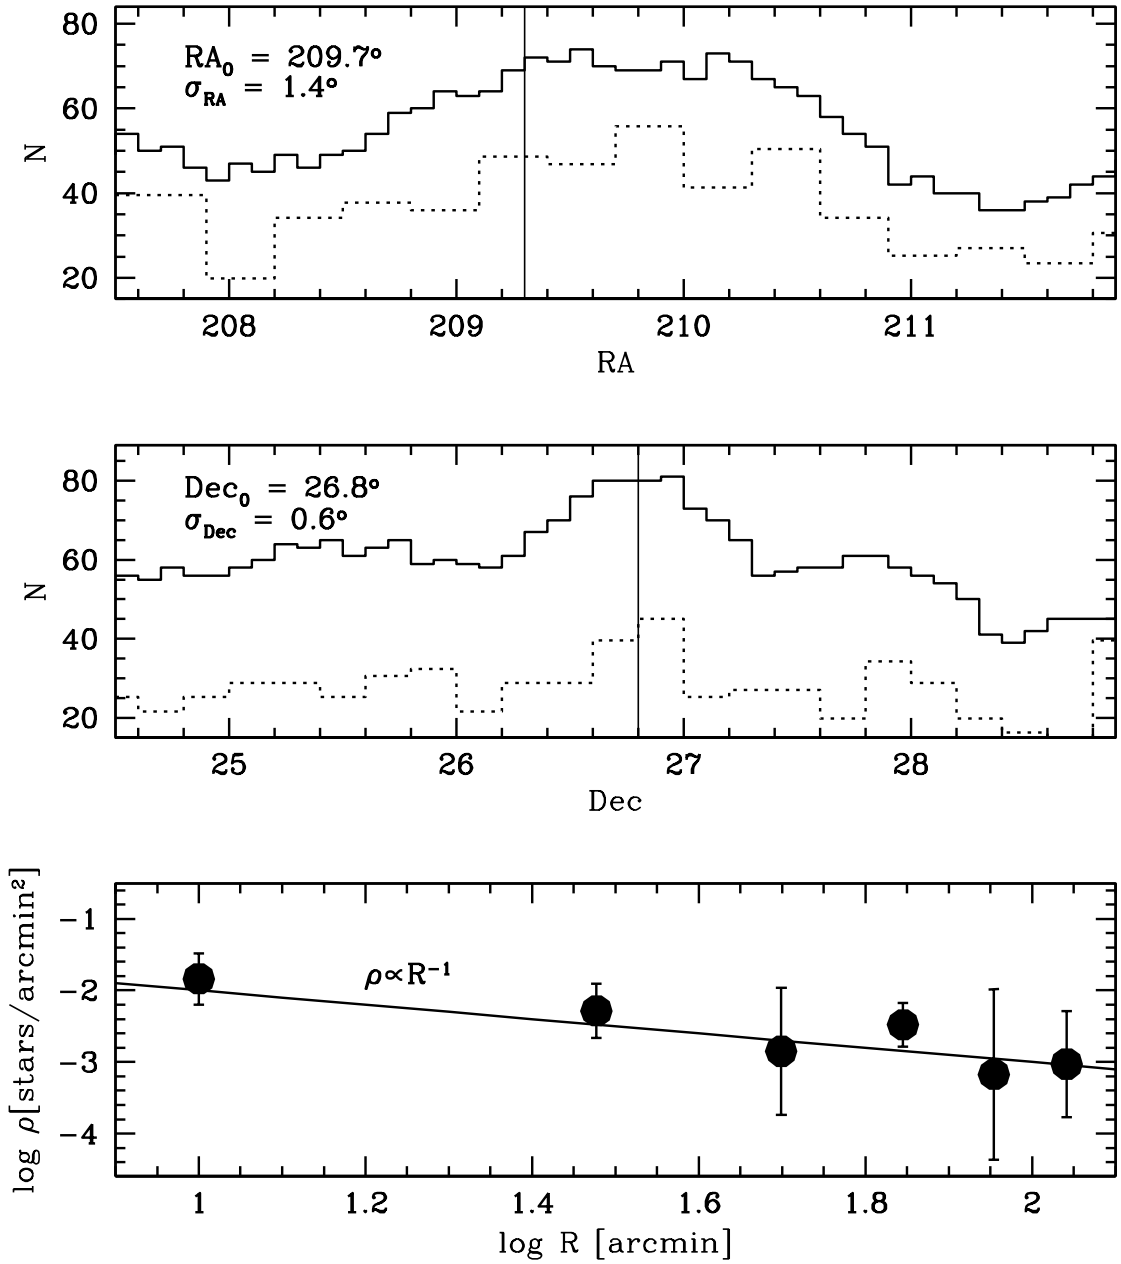 80
60
40
20
N
RA₀ = 209.7°
σ_RA = 1.4°
208 209 210 211
RA
80
60
40
20
N
Dec₀ = 26.8°
σ_Dec = 0.6°
25 26 27 28
Dec
-1
-2
-3
-4
log ρ[stars/arcmin²]
ρ∝R⁻¹
1 1.2 1.4 1.6 1.8 2
log R [arcmin]